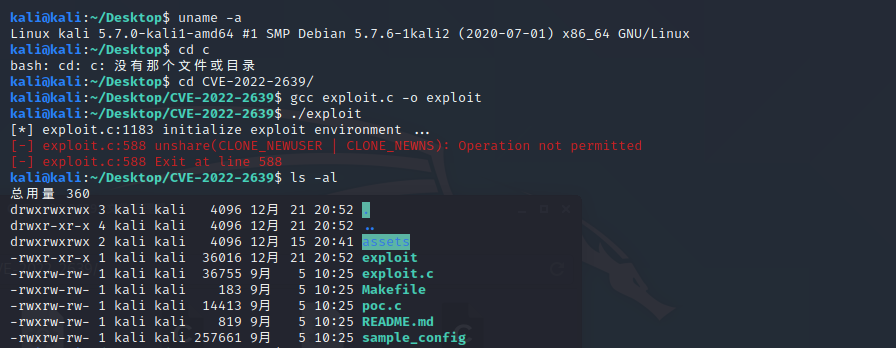 kali@kali:~/Desktop$ uname -a
Linux kali 5.7.0-kali1-amd64 #1 SMP Debian 5.7.6-1kali2 (2020-07-01) x86_64 GNU/Linux
kali@kali:~/Desktop$ cd c
bash: cd: c: 没有那个文件或目录
kali@kali:~/Desktop$ cd CVE-2022-2639/
kali@kali:~/Desktop/CVE-2022-2639$ gcc exploit.c -o exploit
kali@kali:~/Desktop/CVE-2022-2639$ ./exploit
[*] exploit.c:1183 initialize exploit environment ...
[-] exploit.c:588 unshare(CLONE_NEWUSER | CLONE_NEWNS): Operation not permitted
[-] exploit.c:588 Exit at line 588
kali@kali:~/Desktop/CVE-2022-2639$ ls -al
总用量 360
drwxrwxrwx 3 kali kali   4096 12月 21 20:52 .
drwxr-xr-x 4 kali kali   4096 12月 21 20:52 ..
drwxrwxrwx 2 kali kali   4096 12月 15 20:41 assets
-rwxr-xr-x 1 kali kali  36016 12月 21 20:52 exploit
-rwxrw-rw- 1 kali kali  36755 9月   5 10:25 exploit.c
-rwxrw-rw- 1 kali kali    183 9月   5 10:25 Makefile
-rwxrw-rw- 1 kali kali  14413 9月   5 10:25 poc.c
-rwxrw-rw- 1 kali kali    819 9月   5 10:25 README.md
-rwxrw-rw- 1 kali kali 257661 9月   5 10:25 sample_config